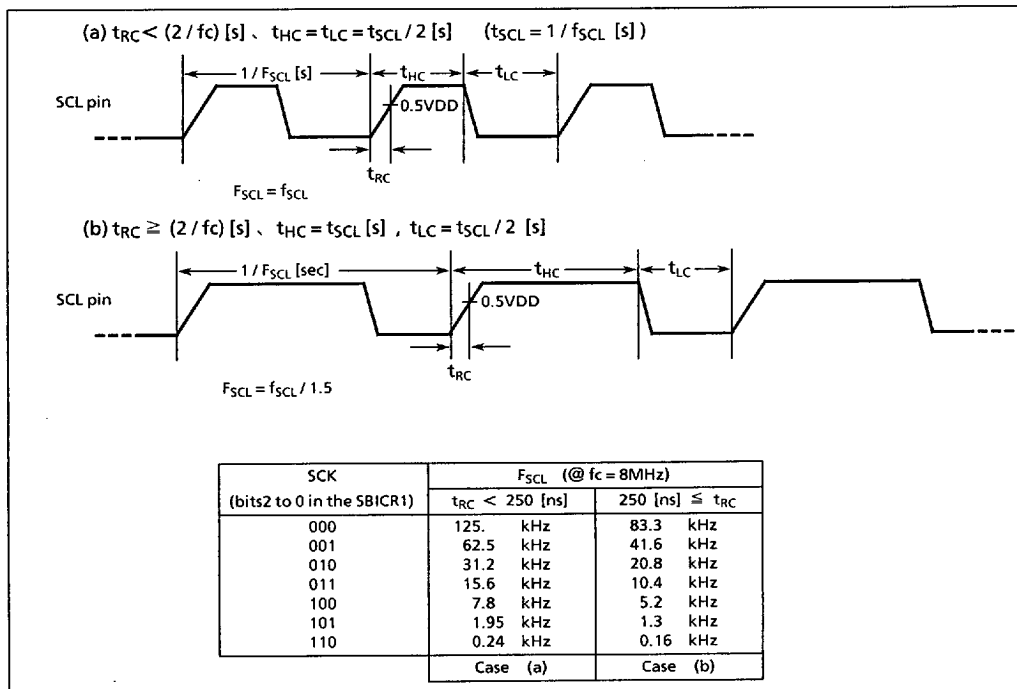 (a) tRC < (2 / fc) [s] 、 tHC = tLC = tSCL / 2 [s] (tSCL = 1 / fSCL [s] )
1 / FSCL [s]
tHC
tLC
SCL pin
0.5VDD
tRC
FSCL = fSCL
(b) tRC ≧ (2 / fc) [s] 、 tHC = tSCL [s] , tLC = tSCL / 2 [s]
1 / FSCL [sec]
tHC
tLC
SCL pin
0.5VDD
tRC
FSCL = fSCL / 1.5
SCK FSCL (@ fc = 8MHz)
(bits2 to 0 in the SBICR1) tRC < 250 [ns] 250 [ns] ≦ tRC
000 125. kHz 83.3 kHz
001 62.5 kHz 41.6 kHz
010 31.2 kHz 20.8 kHz
011 15.6 kHz 10.4 kHz
100 7.8 kHz 5.2 kHz
101 1.95 kHz 1.3 kHz
110 0.24 kHz 0.16 kHz
Case (a) Case (b)